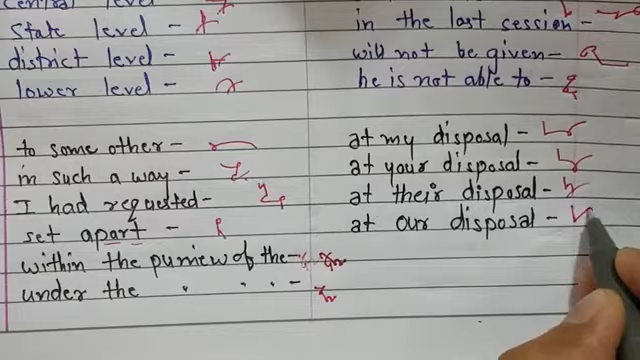 Central level -
State level -
district level -
lower level -
to some other -
in such a way -
I had requested -
set apart -
within the purview of the -
under the " " " -
in the last session -
will not be given -
he is not able to -
at my disposal -
at your disposal -
at their disposal -
at our disposal -